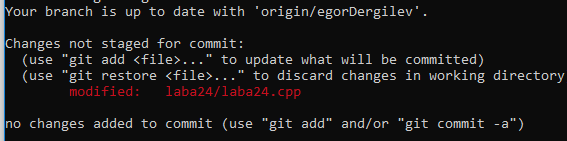 Your branch is up to date with 'origin/egorDergilev'.
Changes not staged for commit:
(use "git add <file>..." to update what will be committed)
(use "git restore <file>..." to discard changes in working directory
modified: laba24/laba24.cpp
no changes added to commit (use "git add" and/or "git commit -a")